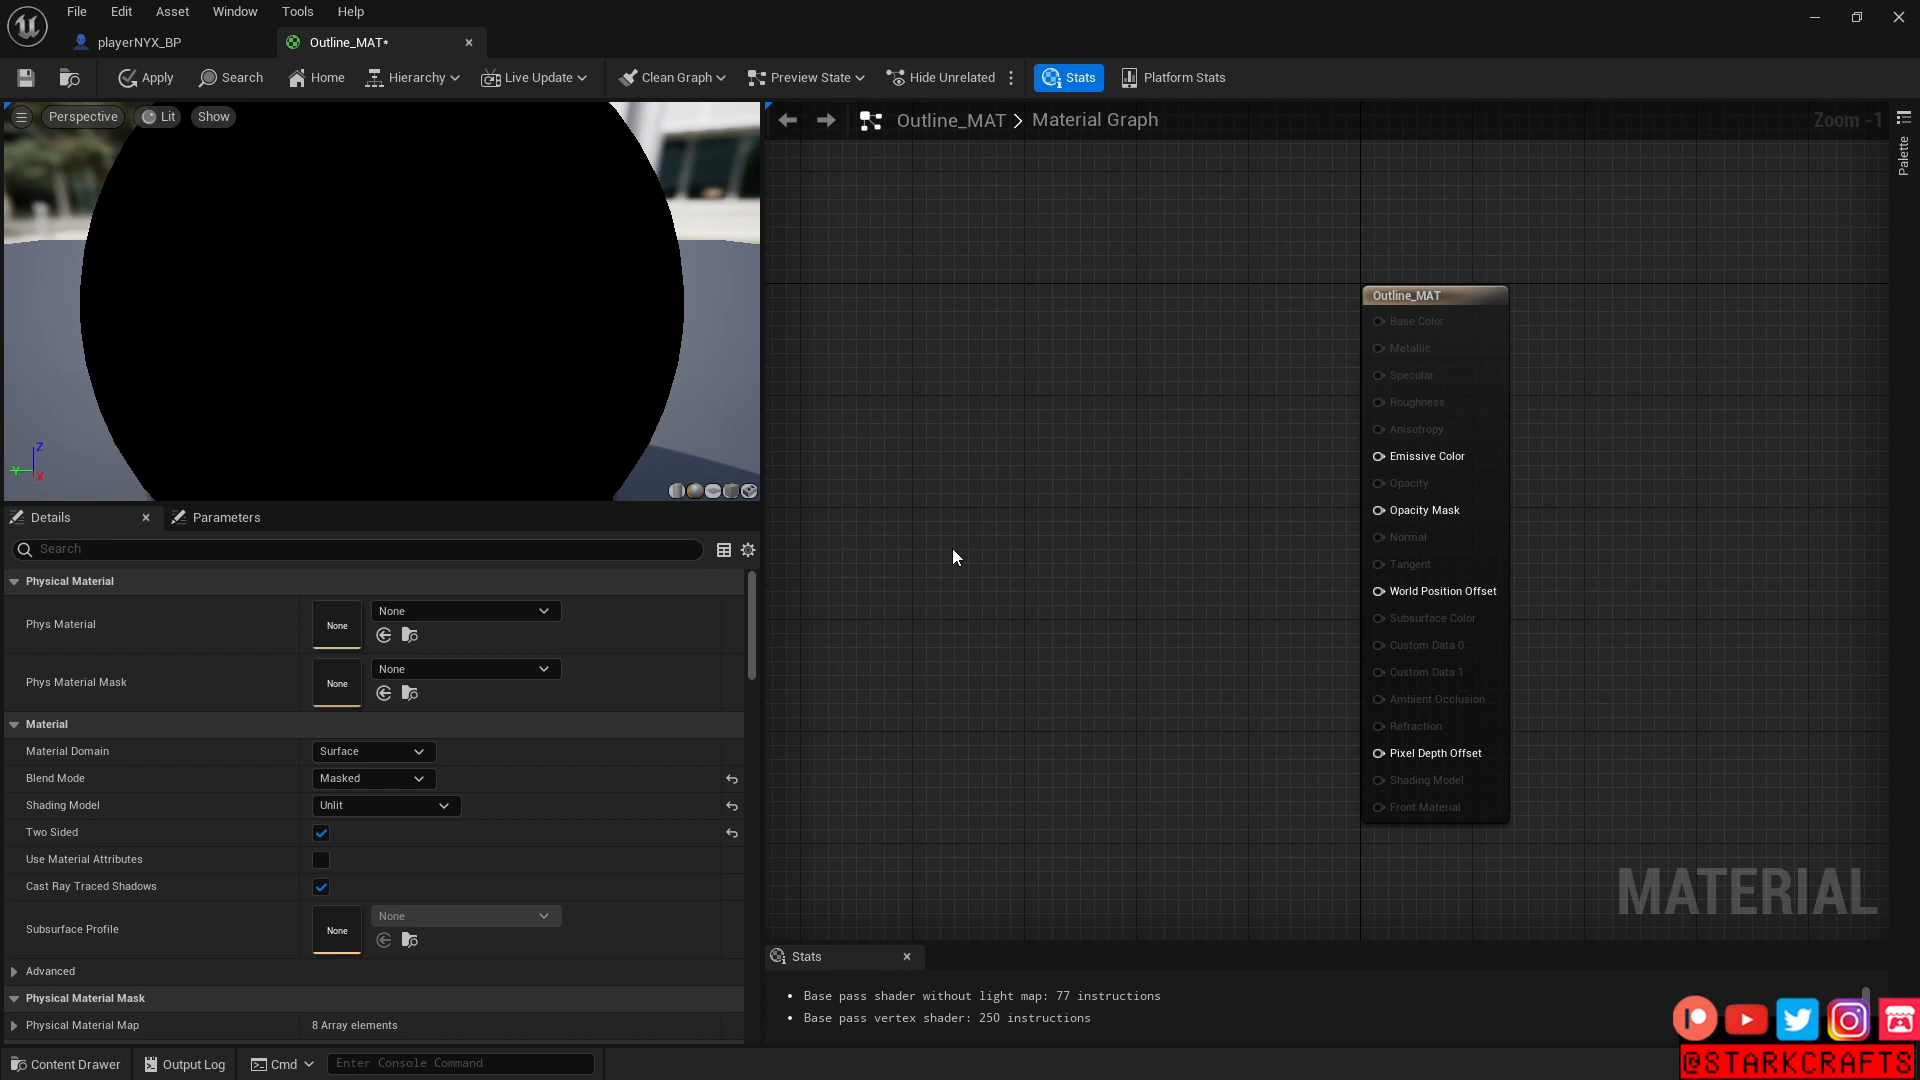 File Edit Asset Window Tools Help
playerNYX_BP
Outline_MAT*
Apply Search Home Hierarchy Live Update Clean Graph Preview State Hide Unrelated Stats Platform Stats
Perspective Lit Show
Outline_MAT > Material Graph
Zoom -1
Palette
Z
Y
X
Outline_MAT
Base Color
Metallic
Specular
Roughness
Anisotropy
Emissive Color
Opacity
Opacity Mask
Normal
Tangent
World Position Offset
Subsurface Color
Custom Data 0
Custom Data 1
Ambient Occlusion
Refraction
Pixel Depth Offset
Shading Model
Front Material
MATERIAL
Details Parameters
Search
Physical Material
Phys Material None None
Phys Material Mask None None
Material
Material Domain Surface
Blend Mode Masked
Shading Model Unlit
Two Sided
Use Material Attributes
Cast Ray Traced Shadows
Subsurface Profile None None
Advanced
Physical Material Mask
Physical Material Map 8 Array elements
Stats
• Base pass shader without light map: 77 instructions
• Base pass vertex shader: 250 instructions
@STARKCRAFTS
Content Drawer Output Log Cmd Enter Console Command